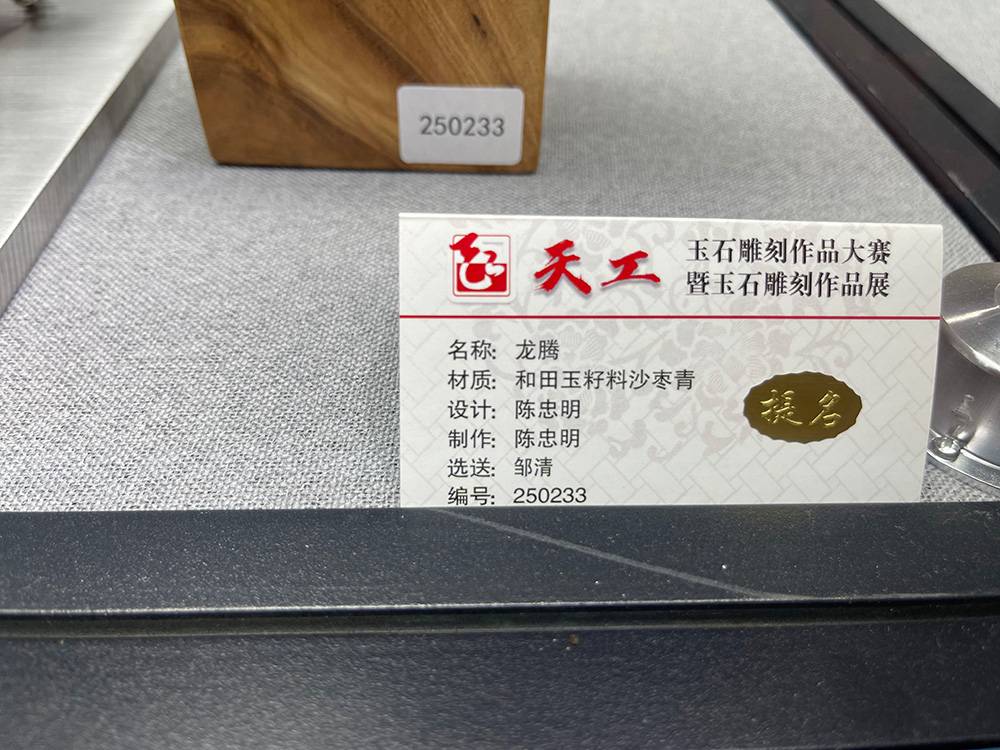 250233
天工
玉石雕刻作品大赛
暨玉石雕刻作品展
名称: 龙腾
材质: 和田玉籽料沙枣青
设计: 陈忠明
制作: 陈忠明
选送: 邹清
编号: 250233
提名